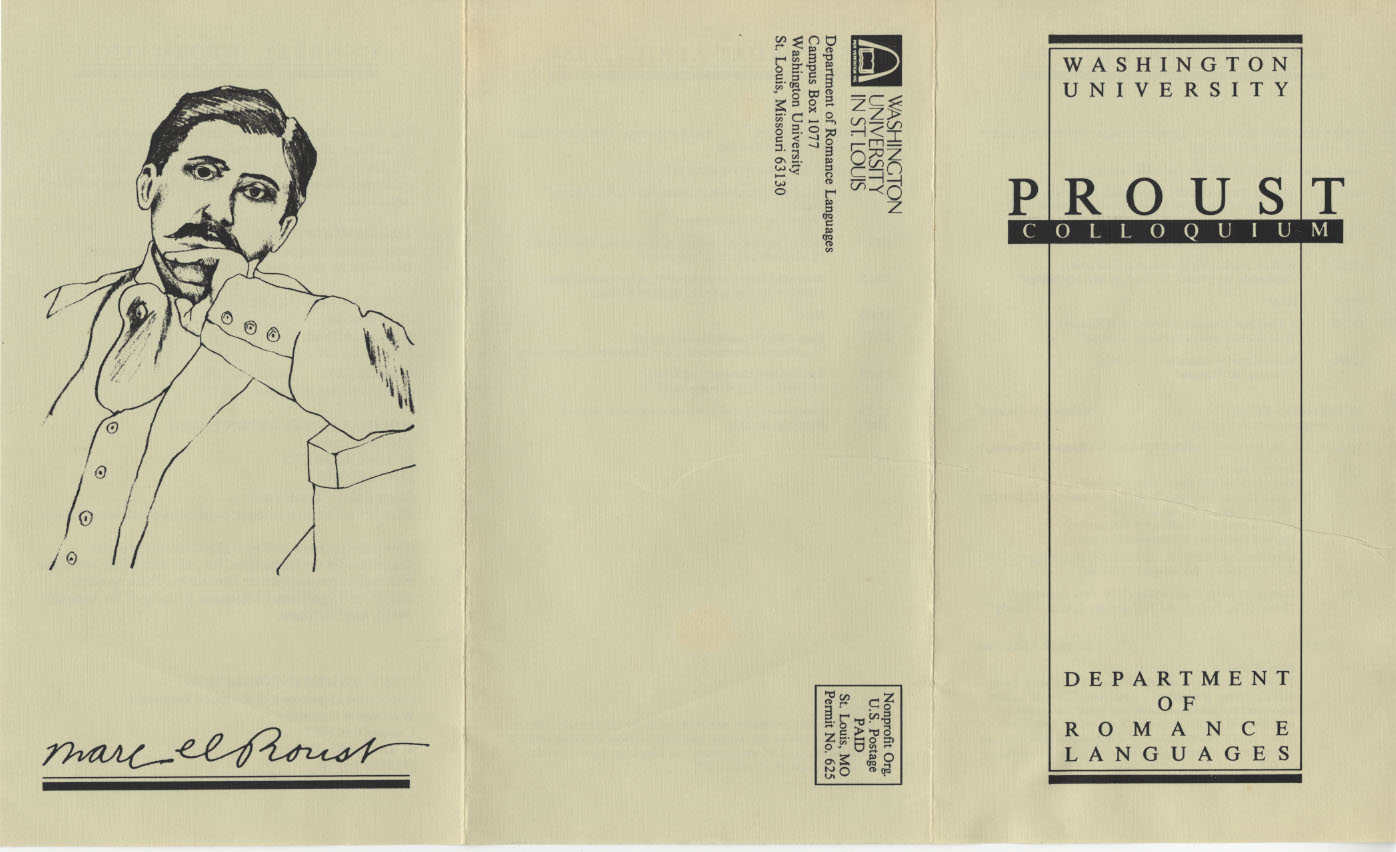 Marcel Proust
WASHINGTON
UNIVERSITY
IN ST. LOUIS
Department of Romance Languages
Campus Box 1077
Washington University
St. Louis, Missouri 63130
Nonprofit Org.
U.S. Postage
PAID
St. Louis, MO
Permit No. 625
WASHINGTON
UNIVERSITY
PROUST
COLLOQUIUM
DEPARTMENT
OF
ROMANCE
LANGUAGES